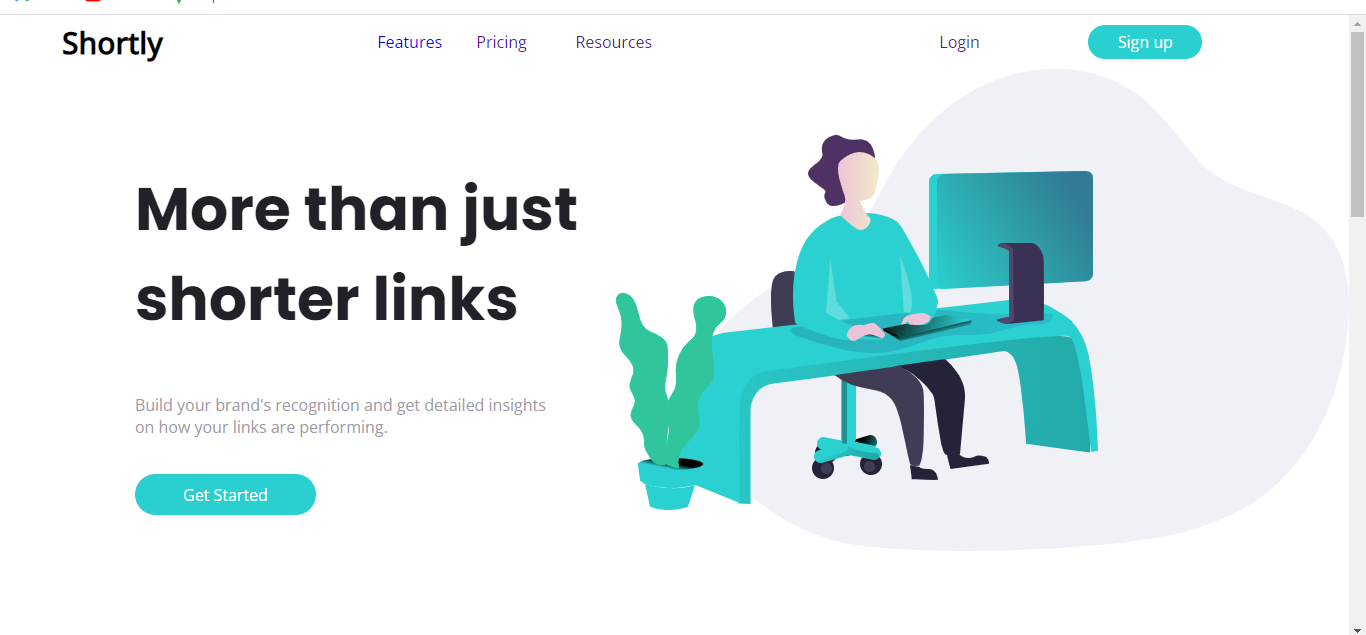 Shortly
Features Pricing Resources Login Sign up
More than just
shorter links
Build your brand's recognition and get detailed insights
on how your links are performing.
Get Started